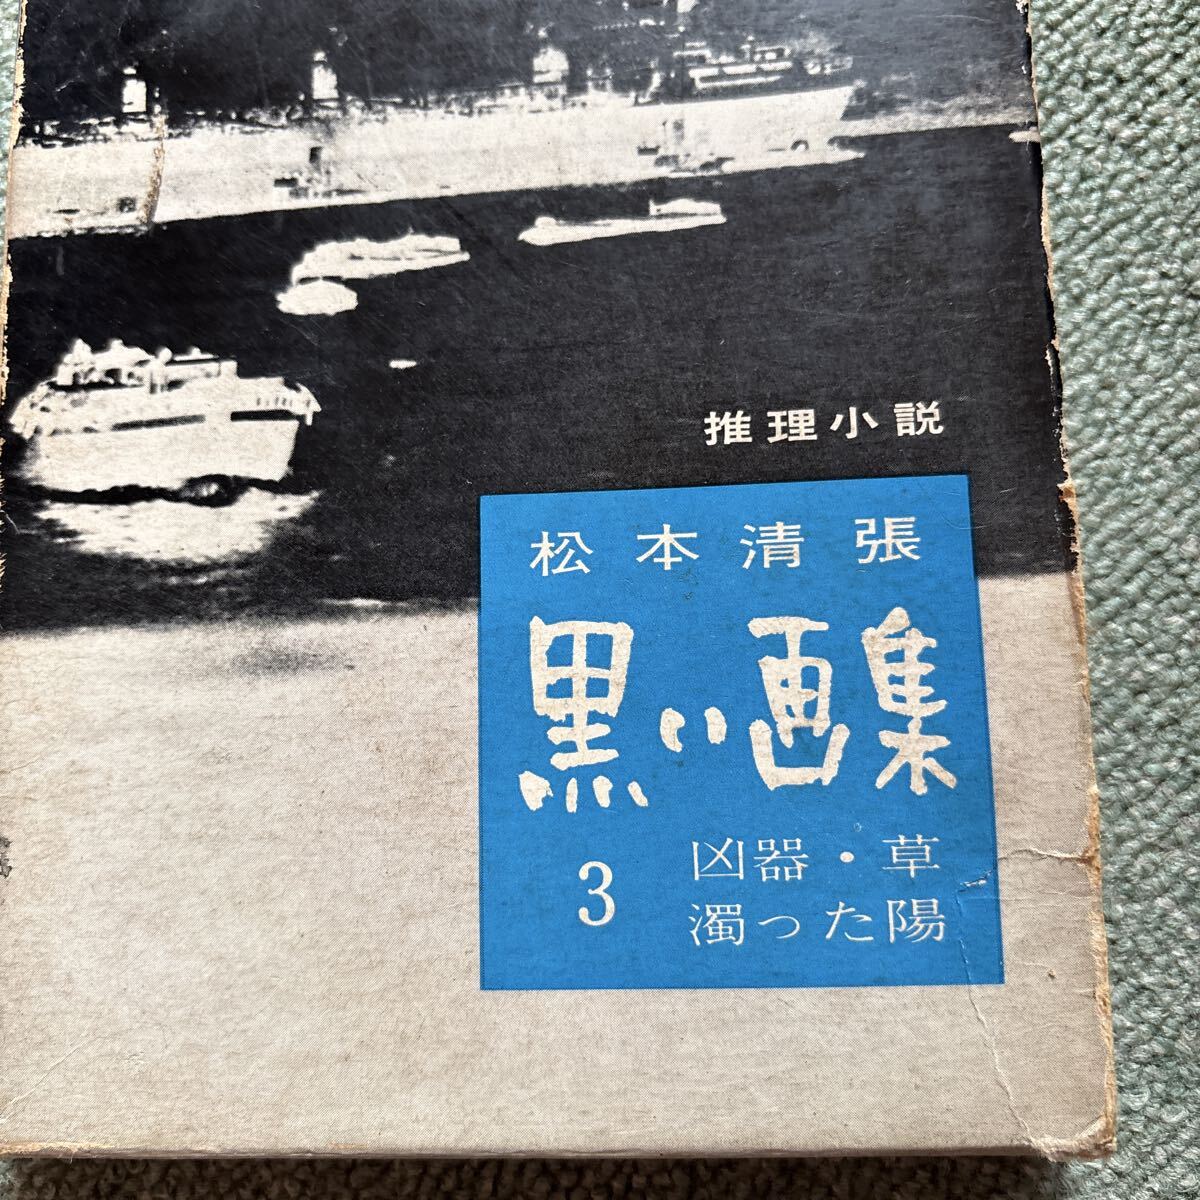 推理小説
松本清張
黒い画集
3
凶器・草
濁った陽